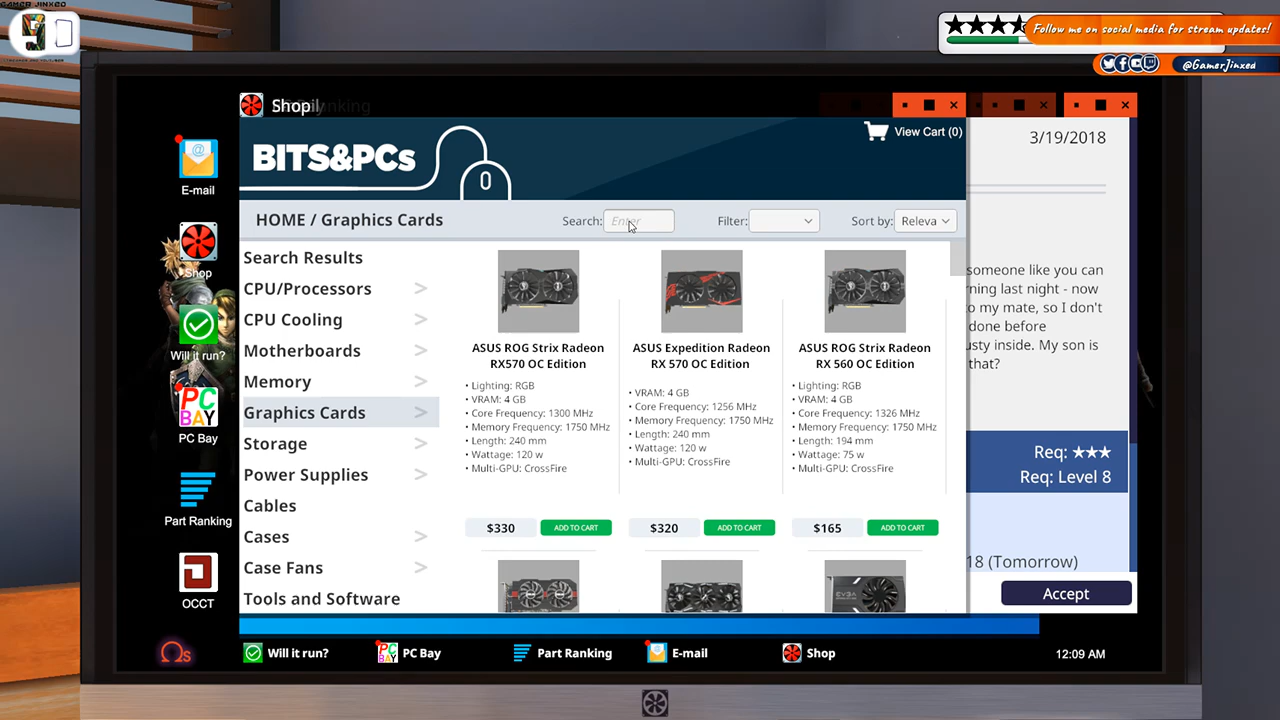 GAMER JINXED
Follow me on social media for stream updates!
@GamerJinxed
Shop
BITS&PCs
View Cart (0)
3/19/2018
HOME / Graphics Cards
Search:
Enter
Filter:
Sort by:
Releva
Search Results
CPU/Processors
CPU Cooling
Motherboards
Memory
Graphics Cards
Storage
Power Supplies
Cables
Cases
Case Fans
Tools and Software
ASUS ROG Strix Radeon
RX570 OC Edition
• Lighting: RGB
• VRAM: 4 GB
• Core Frequency: 1300 MHz
• Memory Frequency: 1750 MHz
• Length: 240 mm
• Wattage: 120 w
• Multi-GPU: CrossFire
$330
ADD TO CART
ASUS Expedition Radeon
RX 570 OC Edition
• VRAM: 4 GB
• Core Frequency: 1256 MHz
• Memory Frequency: 1750 MHz
• Length: 240 mm
• Wattage: 120 w
• Multi-GPU: CrossFire
$320
ADD TO CART
ASUS ROG Strix Radeon
RX 560 OC Edition
• Lighting: RGB
• VRAM: 4 GB
• Core Frequency: 1326 MHz
• Memory Frequency: 1750 MHz
• Length: 194 mm
• Wattage: 75 w
• Multi-GPU: CrossFire
$165
ADD TO CART
EVGA
someone like you can
ning last night - now
o my mate, so I don't
done before
usty inside. My son is
that?
Req: ★★★
Req: Level 8
18 (Tomorrow)
Accept
E-mail
Shop
Will it run?
PC
BAY
PC Bay
Part Ranking
OCCT
Ωs
Will it run?
PC Bay
Part Ranking
E-mail
Shop
12:09 AM